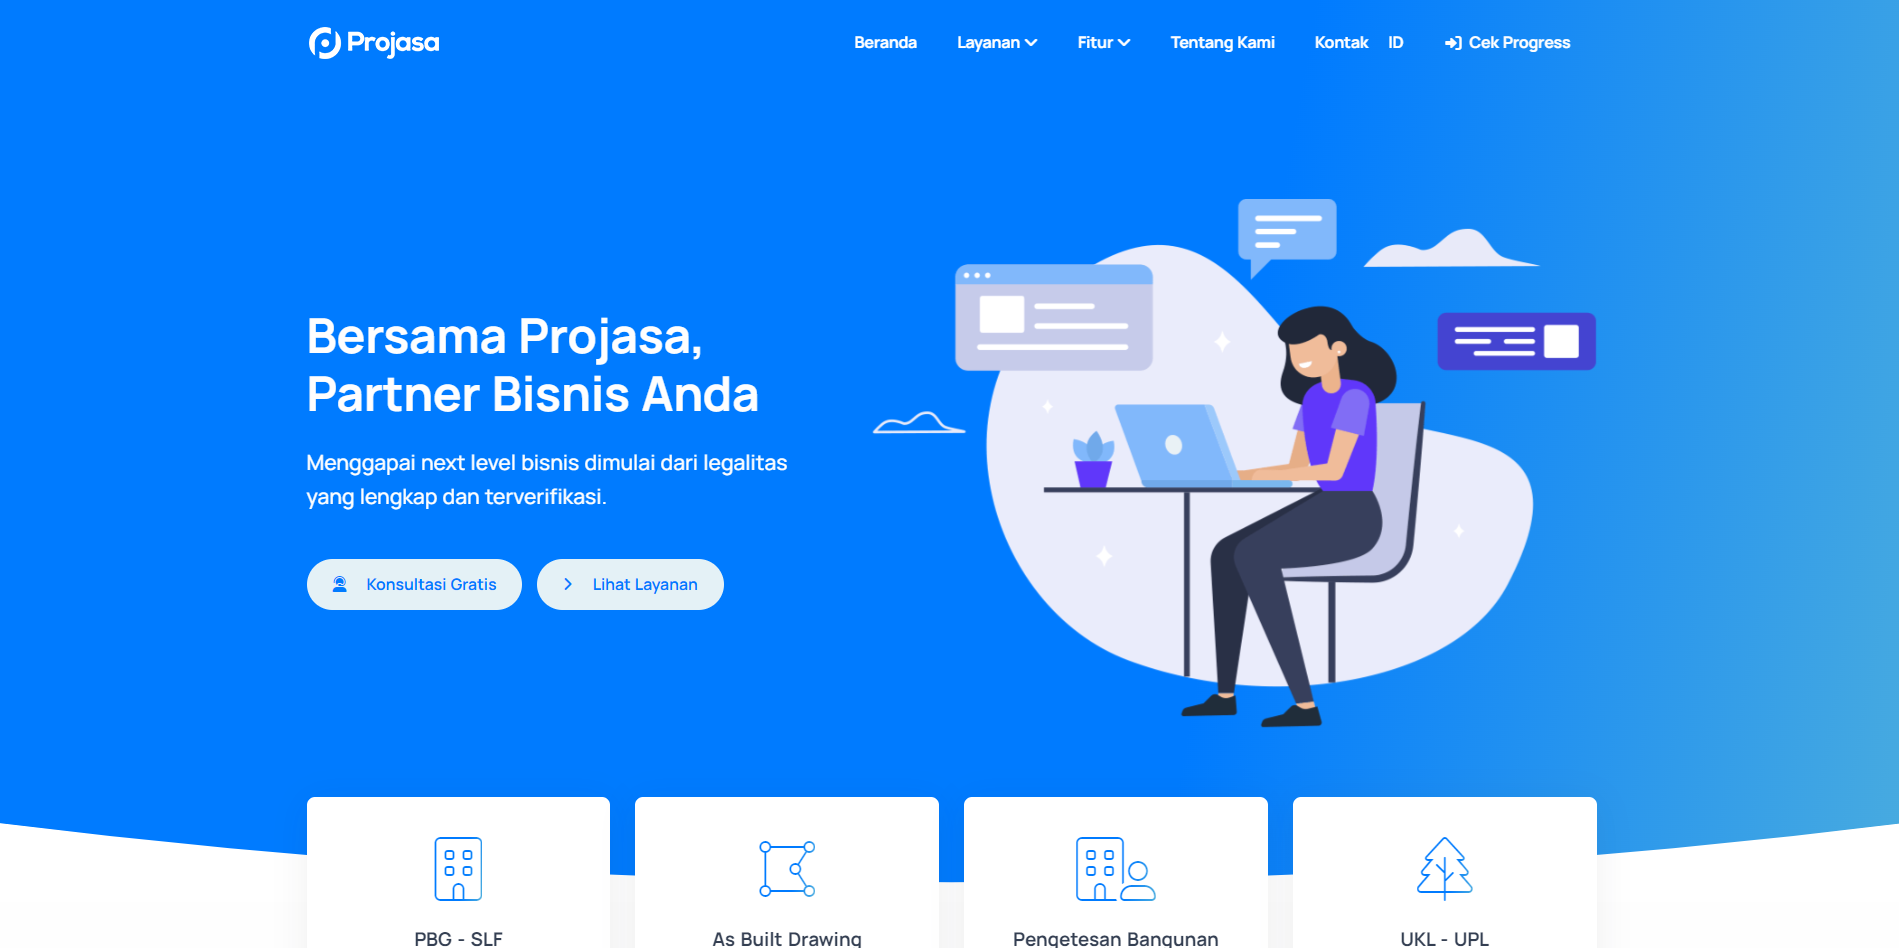 Projasa
Beranda
Layanan
Fitur
Tentang Kami
Kontak
ID
Cek Progress
Bersama Projasa,
Partner Bisnis Anda
Menggapai next level bisnis dimulai dari legalitas
yang lengkap dan terverifikasi.
Konsultasi Gratis
Lihat Layanan
PBG - SLF
As Built Drawing
Pengetesan Bangunan
UKL - UPL